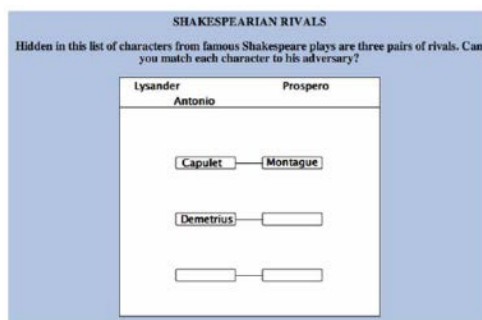 SHAKESPEARIAN RIVALS
Hidden in this list of characters from famous Shakespeare plays are three pairs of rivals. Can
you match each character to his adversary?
Lysander Prospero
Antonio
Capulet Montague
Demetrius